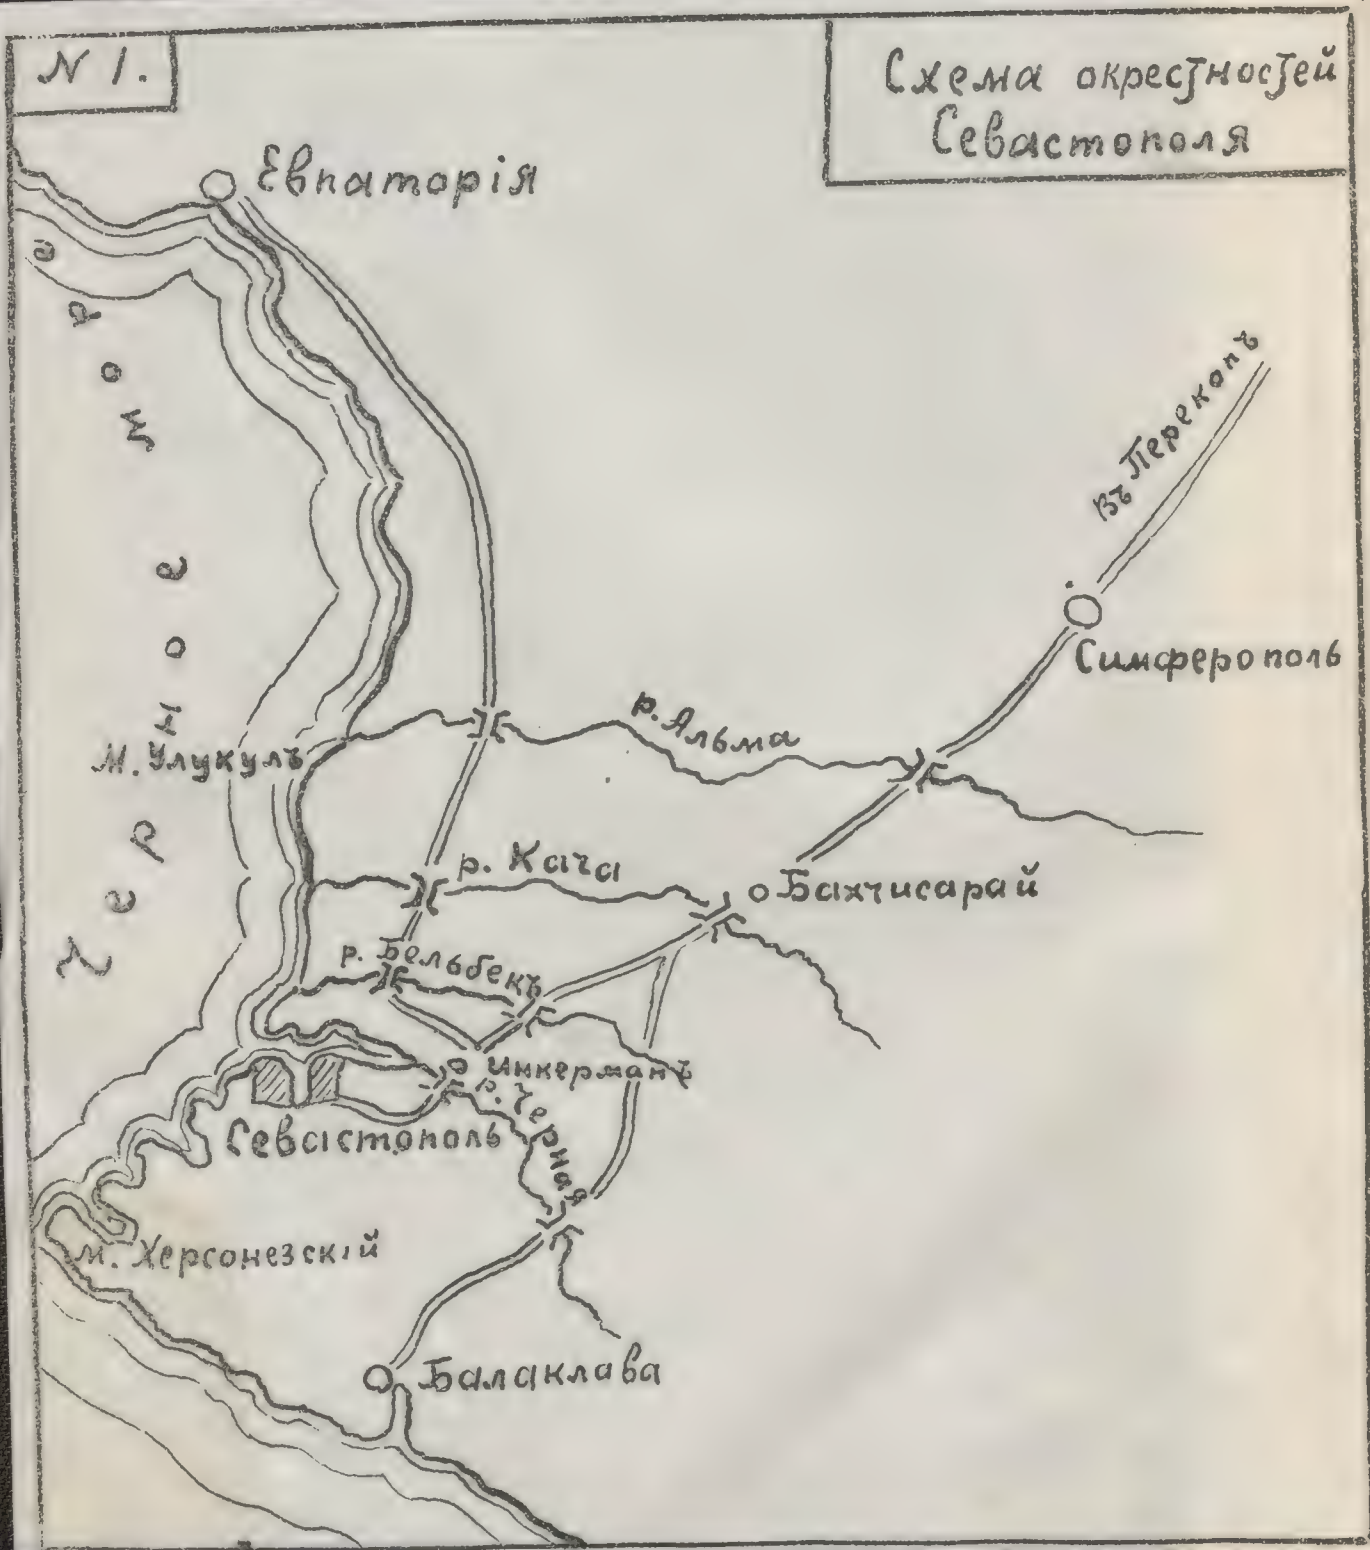 N 1.
Схема окрестностей
Севастополя
Евпаторія
Черное море
въ Перекопъ
Симферополь
р. Альма
М. Улукулъ
р. Кача
Бахчисарай
р. Бельбекъ
Инкерманъ
р. Черная
Севастополь
м. Херсонезскій
Балаклава